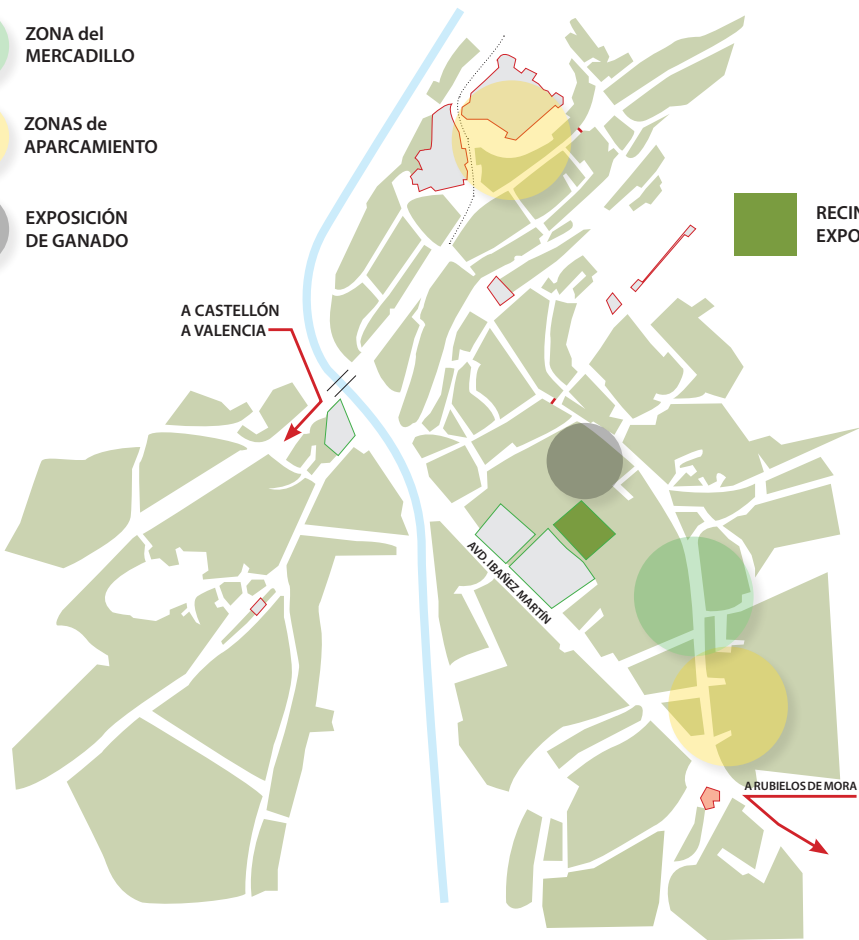 ZONA del
MERCADILLO
ZONAS de
APARCAMIENTO
EXPOSICIÓN
DE GANADO
A CASTELLÓN
A VALENCIA
AVD. IBAÑEZ MARTÍN
A RUBIELOS DE MORA